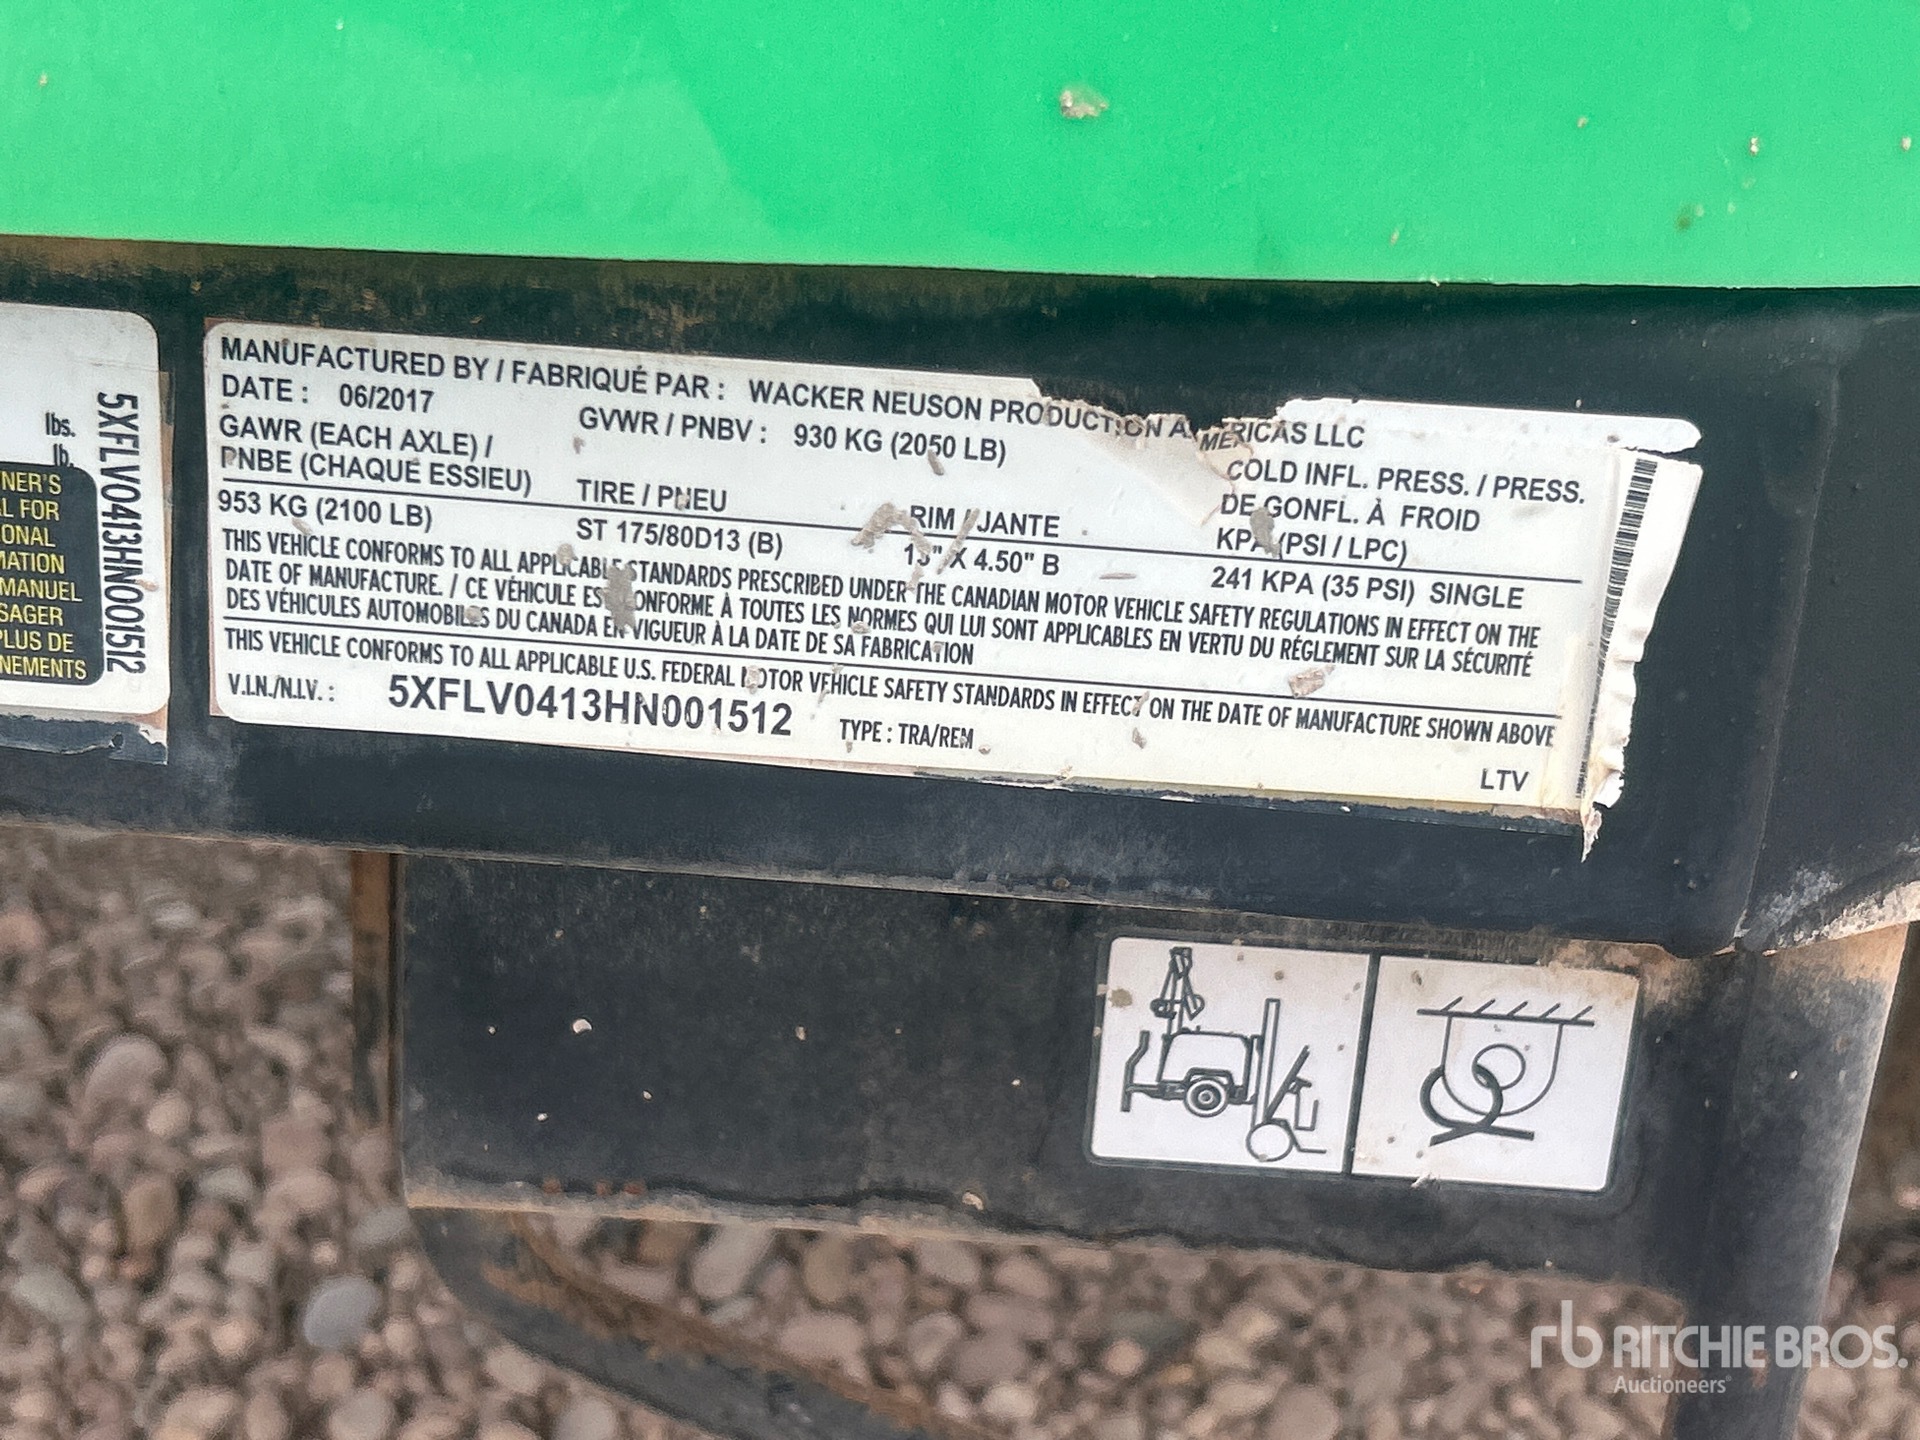 lbs.
lb.
NER'S
L FOR
ONAL
MATION
MANUEL
SAGER
PLUS DE
NEMENTS
5XFLV0413HN001512
MANUFACTURED BY / FABRIQUÉ PAR : WACKER NEUSON PRODUCTION AMERICAS LLC
DATE : 06/2017
GVWR / PNBV : 930 KG (2050 LB)
GAWR (EACH AXLE) /
PNBE (CHAQUE ESSIEU)
TIRE / PNEU
RIM / JANTE
COLD INFL. PRESS. / PRESS.
DE GONFL. À FROID
KPA (PSI / LPC)
953 KG (2100 LB)
ST 175/80D13 (B)
13" X 4.50" B
241 KPA (35 PSI) SINGLE
THIS VEHICLE CONFORMS TO ALL APPLICABLE STANDARDS PRESCRIBED UNDER THE CANADIAN MOTOR VEHICLE SAFETY REGULATIONS IN EFFECT ON THE
DATE OF MANUFACTURE. / CE VÉHICULE EST CONFORME À TOUTES LES NORMES QUI LUI SONT APPLICABLES EN VERTU DU RÉGLEMENT SUR LA SÉCURITÉ
DES VÉHICULES AUTOMOBILES DU CANADA EN VIGUEUR À LA DATE DE SA FABRICATION
THIS VEHICLE CONFORMS TO ALL APPLICABLE U.S. FEDERAL MOTOR VEHICLE SAFETY STANDARDS IN EFFECT ON THE DATE OF MANUFACTURE SHOWN ABOVE
V.I.N./N.I.V. : 5XFLV0413HN001512 TYPE : TRA/REM
LTV
rb RITCHIE BROS.
Auctioneers